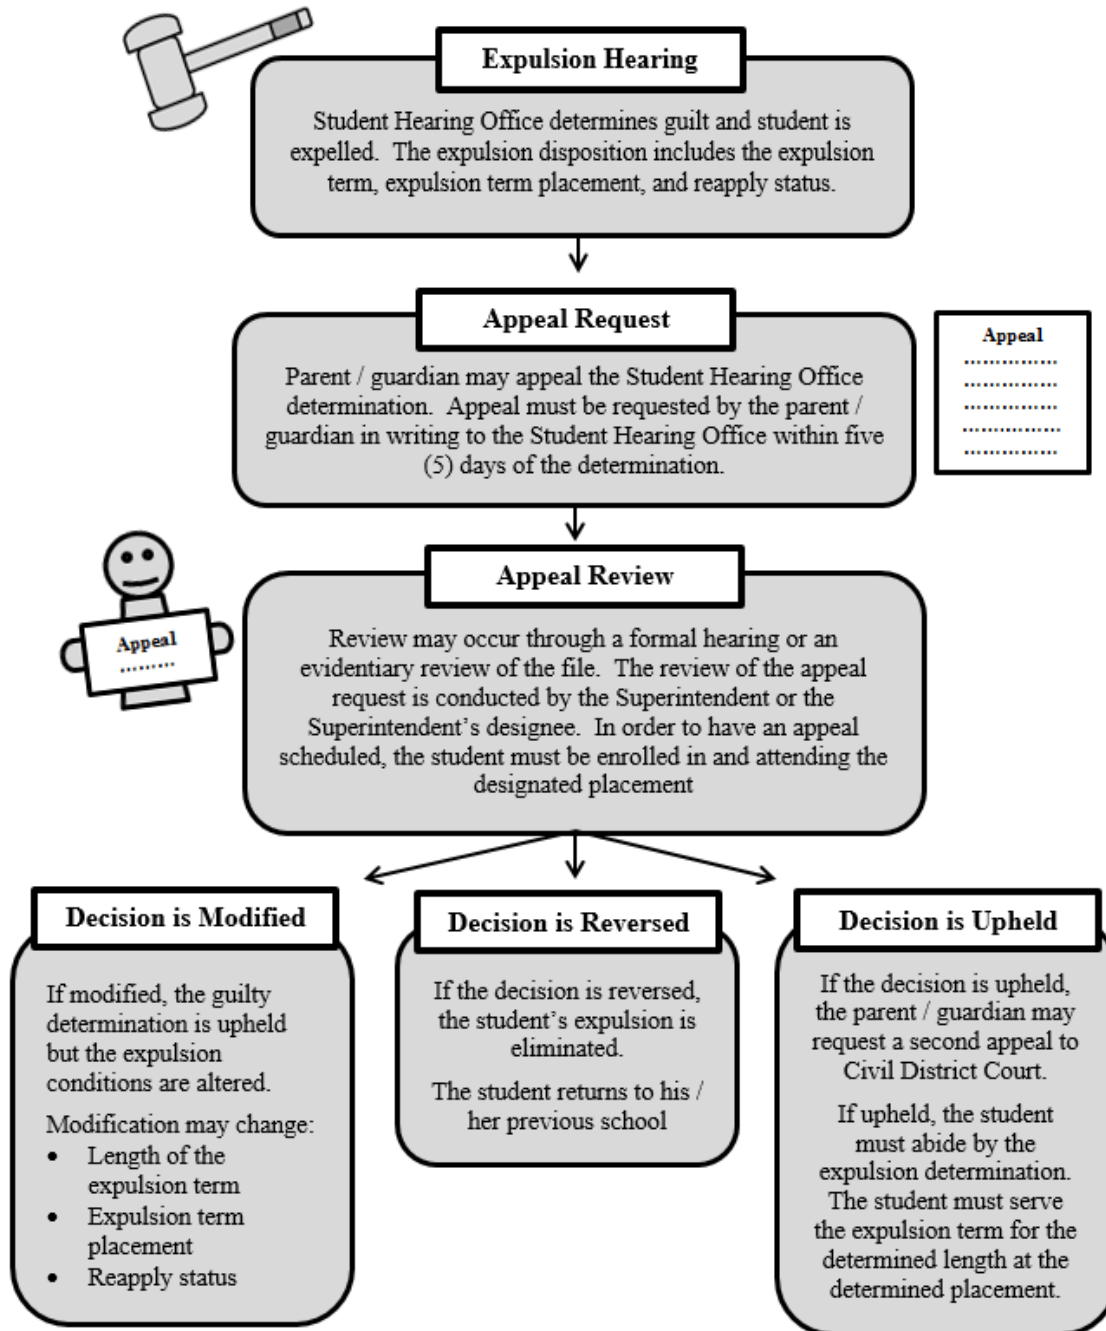 Expulsion Hearing
Student Hearing Office determines guilt and student is
expelled.  The expulsion disposition includes the expulsion
term, expulsion term placement, and reapply status.
Appeal Request
Parent / guardian may appeal the Student Hearing Office
determination.  Appeal must be requested by the parent /
guardian in writing to the Student Hearing Office within five
(5) days of the determination.
Appeal
……………
……………
……………
……………
……………
Appeal
………
Appeal Review
Review may occur through a formal hearing or an
evidentiary review of the file.  The review of the appeal
request is conducted by the Superintendent or the
Superintendent’s designee.  In order to have an appeal
scheduled, the student must be enrolled in and attending the
designated placement
Decision is Modified
If modified, the guilty
determination is upheld
but the expulsion
conditions are altered.
Modification may change:
• Length of the
expulsion term
• Expulsion term
placement
• Reapply status
Decision is Reversed
If the decision is reversed,
the student’s expulsion is
eliminated.
The student returns to his /
her previous school
Decision is Upheld
If the decision is upheld,
the parent / guardian may
request a second appeal to
Civil District Court.
If upheld, the student
must abide by the
expulsion determination.
The student must serve
the expulsion term for the
determined length at the
determined placement.